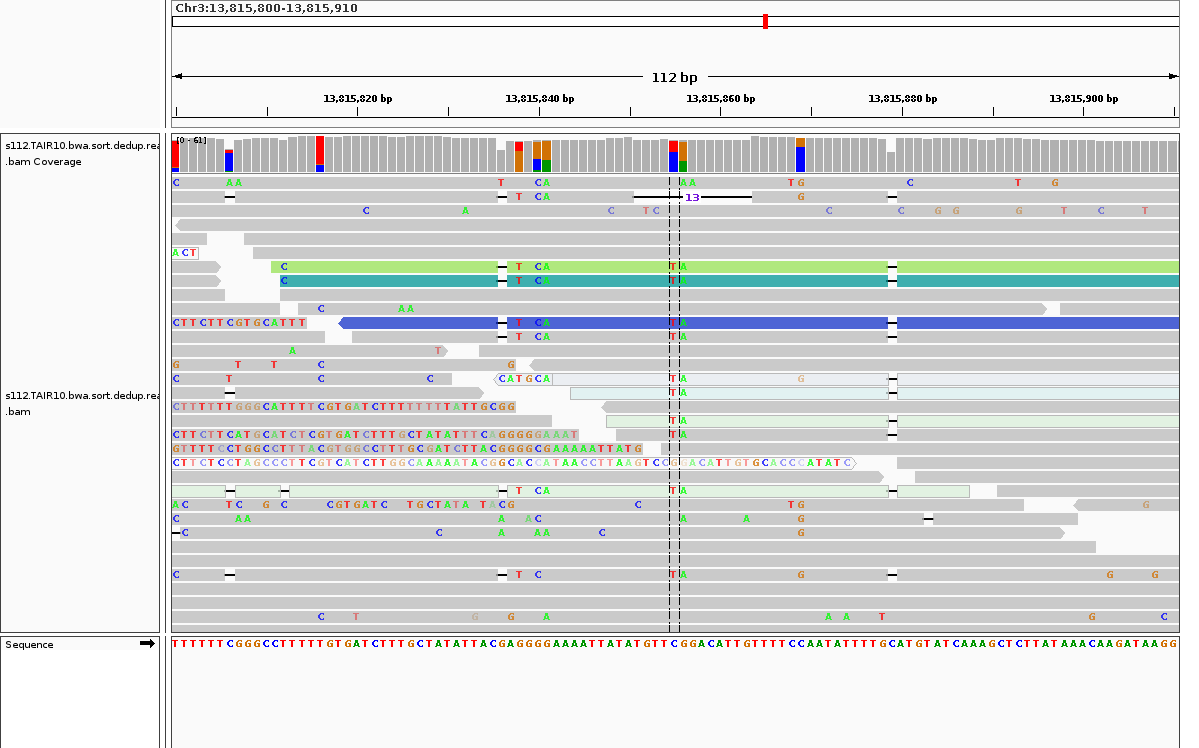 Chr3:13,815,800-13,815,910
112 bp
13,815,820 bp 13,815,840 bp 13,815,860 bp 13,815,880 bp 13,815,900 bp
s112.TAIR10.bwa.sort.dedup.rea
.bam Coverage
[0 - 61]
C AA T CA AA TG C T G
T CA 13 G
C A C TC C C G G G T C T
ACT
C T CA TA
C T CA T
C AA
CTTCTTCGTGCATTT T CA TA
T CA TA
A T
G T T C G
C T C C CATGCA TA G
TA
s112.TAIR10.bwa.sort.dedup.rea
.bam
CTTTTTTGGGCATTTTCGTGATCTTTTTTTATTGCGG
TA
CTTCTTCATGCATCTCGTGATCTTTGCTATATTTCAGGGGGAAAT TA
GTTTTCCTGGCCTTTACGTGGCCTTTGCGATCTTACGGGGCGAAAAATTATG
CTTCTCCTAGCCCTTCGTCATCTTGGCAAAAATACGGCACCATAACCTTAAGTCCGGACATTGTGCACCCATATC
T CA TA
AC TC G C CGTGATC TGCTATA TACG C TG G
C AA A AC A A G
C C A AA C G
C T C TA G G G
C T G G A A A T G C
Sequence
TTTTTTCGGGCCTTTTTGTGATCTTTGCTATATTACGAGGGGAAAATTATATGTTCGGACATTGTTTTCCAATATTTTGCATGTATCAAAGCTCTTATAAACAAGATAAGG